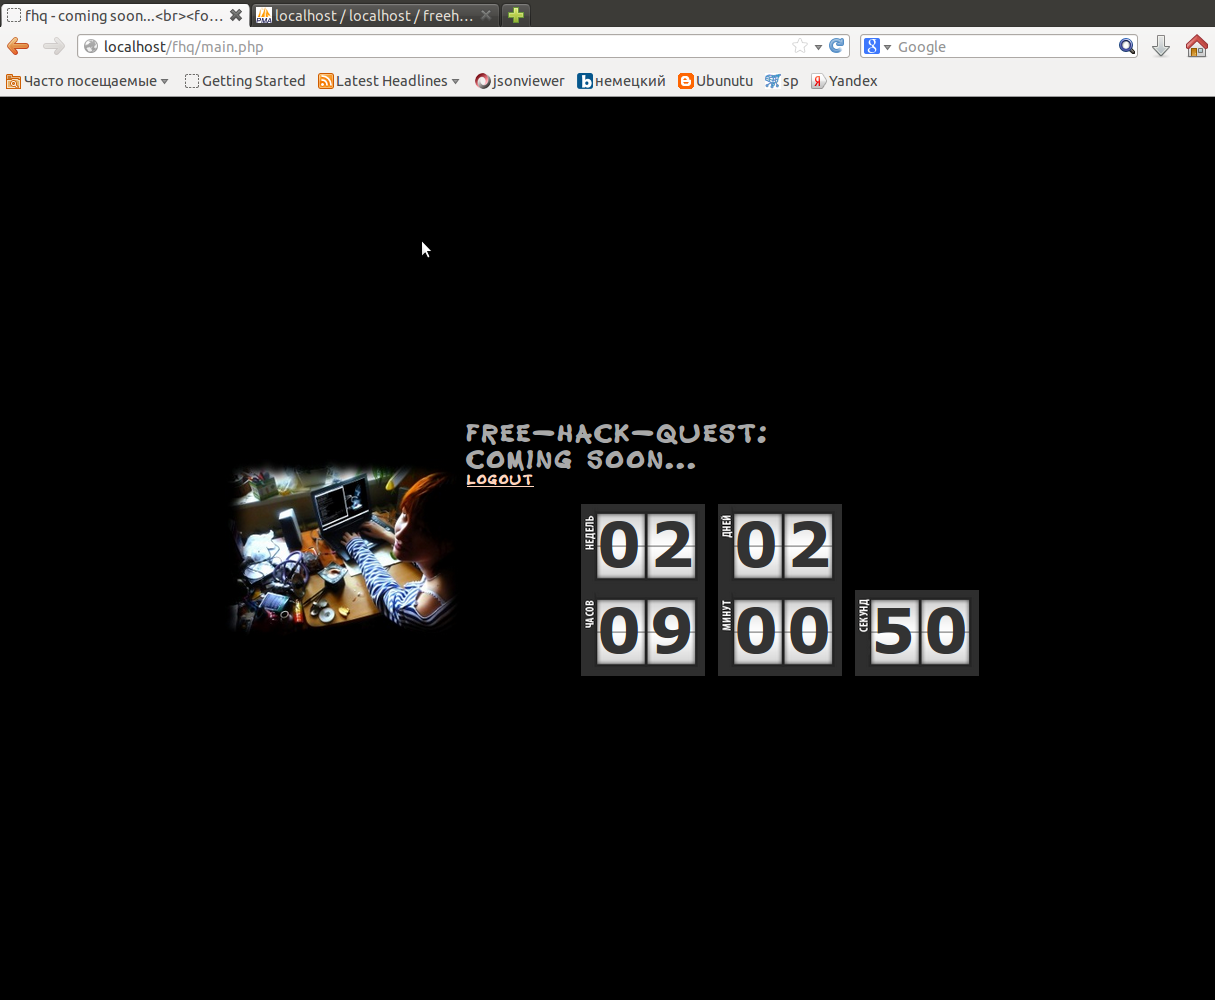 fhq - coming soon...<br><fo...
localhost / localhost / freeh...
localhost/fhq/main.php
Google
Часто посещаемые
Getting Started
Latest Headlines
jsonviewer
немецкий
Ubunutu
sp
Yandex
FREE-HACK-QUEST:
COMING SOON...
LOGOUT
НЕДЕЛЬ 02
ДНЕЙ 02
ЧАСОВ 09
МИНУТ 00
СЕКУНД 50